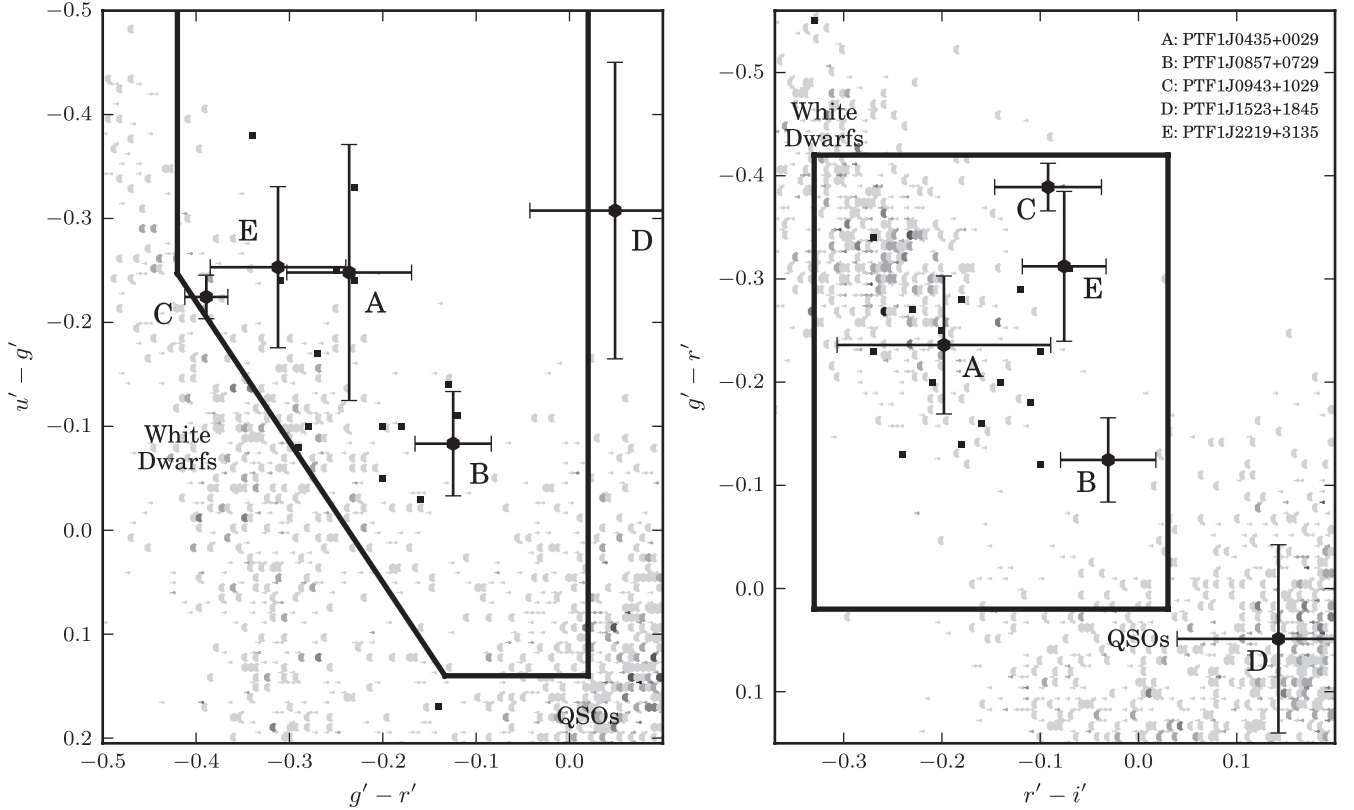 −0.5
−0.4
−0.3
−0.2
−0.1
0.0
0.1
0.2
u′ − g′
−0.5
−0.4
−0.3
−0.2
−0.1
0.0
g′ − r′
E
A
D
C
B
White
Dwarfs
QSOs
−0.5
−0.4
−0.3
−0.2
−0.1
0.0
0.1
g′ − r′
−0.3
−0.2
−0.1
0.0
0.1
r′ − i′
A: PTF1J0435+0029
B: PTF1J0857+0729
C: PTF1J0943+1029
D: PTF1J1523+1845
E: PTF1J2219+3135
White
Dwarfs
C
E
A
B
QSOs
D